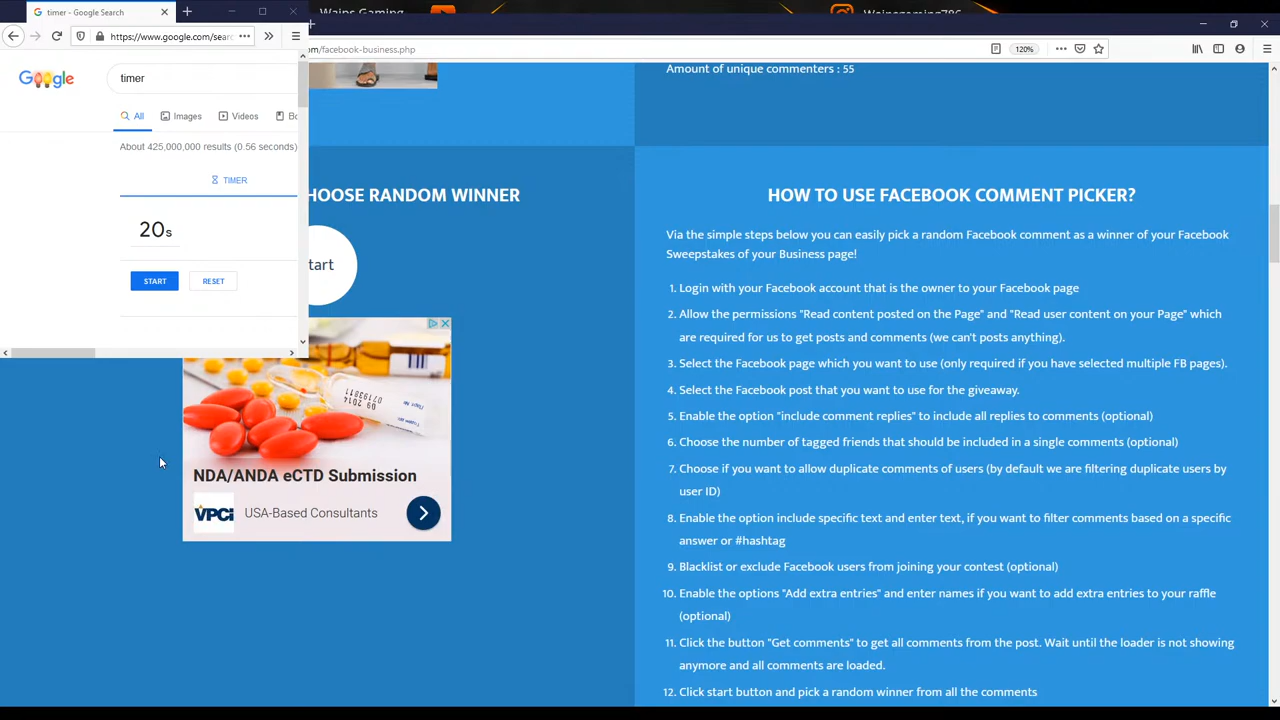 Waips Gaming
Waipsgaming786
timer - Google Search
https://www.google.com/searc
om/facebook-business.php
120%
Google
timer
All
Images
Videos
Bo
About 425,000,000 results (0.56 seconds)
TIMER
20s
START
RESET
Amount of unique commenters : 55
HOOSE RANDOM WINNER
tart
NDA/ANDA eCTD Submission
VPCi
USA-Based Consultants
HOW TO USE FACEBOOK COMMENT PICKER?
Via the simple steps below you can easily pick a random Facebook comment as a winner of your Facebook
Sweepstakes of your Business page!
1. Login with your Facebook account that is the owner to your Facebook page
2. Allow the permissions "Read content posted on the Page" and "Read user content on your Page" which
are required for us to get posts and comments (we can't posts anything).
3. Select the Facebook page which you want to use (only required if you have selected multiple FB pages).
4. Select the Facebook post that you want to use for the giveaway.
5. Enable the option "include comment replies" to include all replies to comments (optional)
6. Choose the number of tagged friends that should be included in a single comments (optional)
7. Choose if you want to allow duplicate comments of users (by default we are filtering duplicate users by
user ID)
8. Enable the option include specific text and enter text, if you want to filter comments based on a specific
answer or #hashtag
9. Blacklist or exclude Facebook users from joining your contest (optional)
10. Enable the options "Add extra entries" and enter names if you want to add extra entries to your raffle
(optional)
11. Click the button "Get comments" to get all comments from the post. Wait until the loader is not showing
anymore and all comments are loaded.
12. Click start button and pick a random winner from all the comments